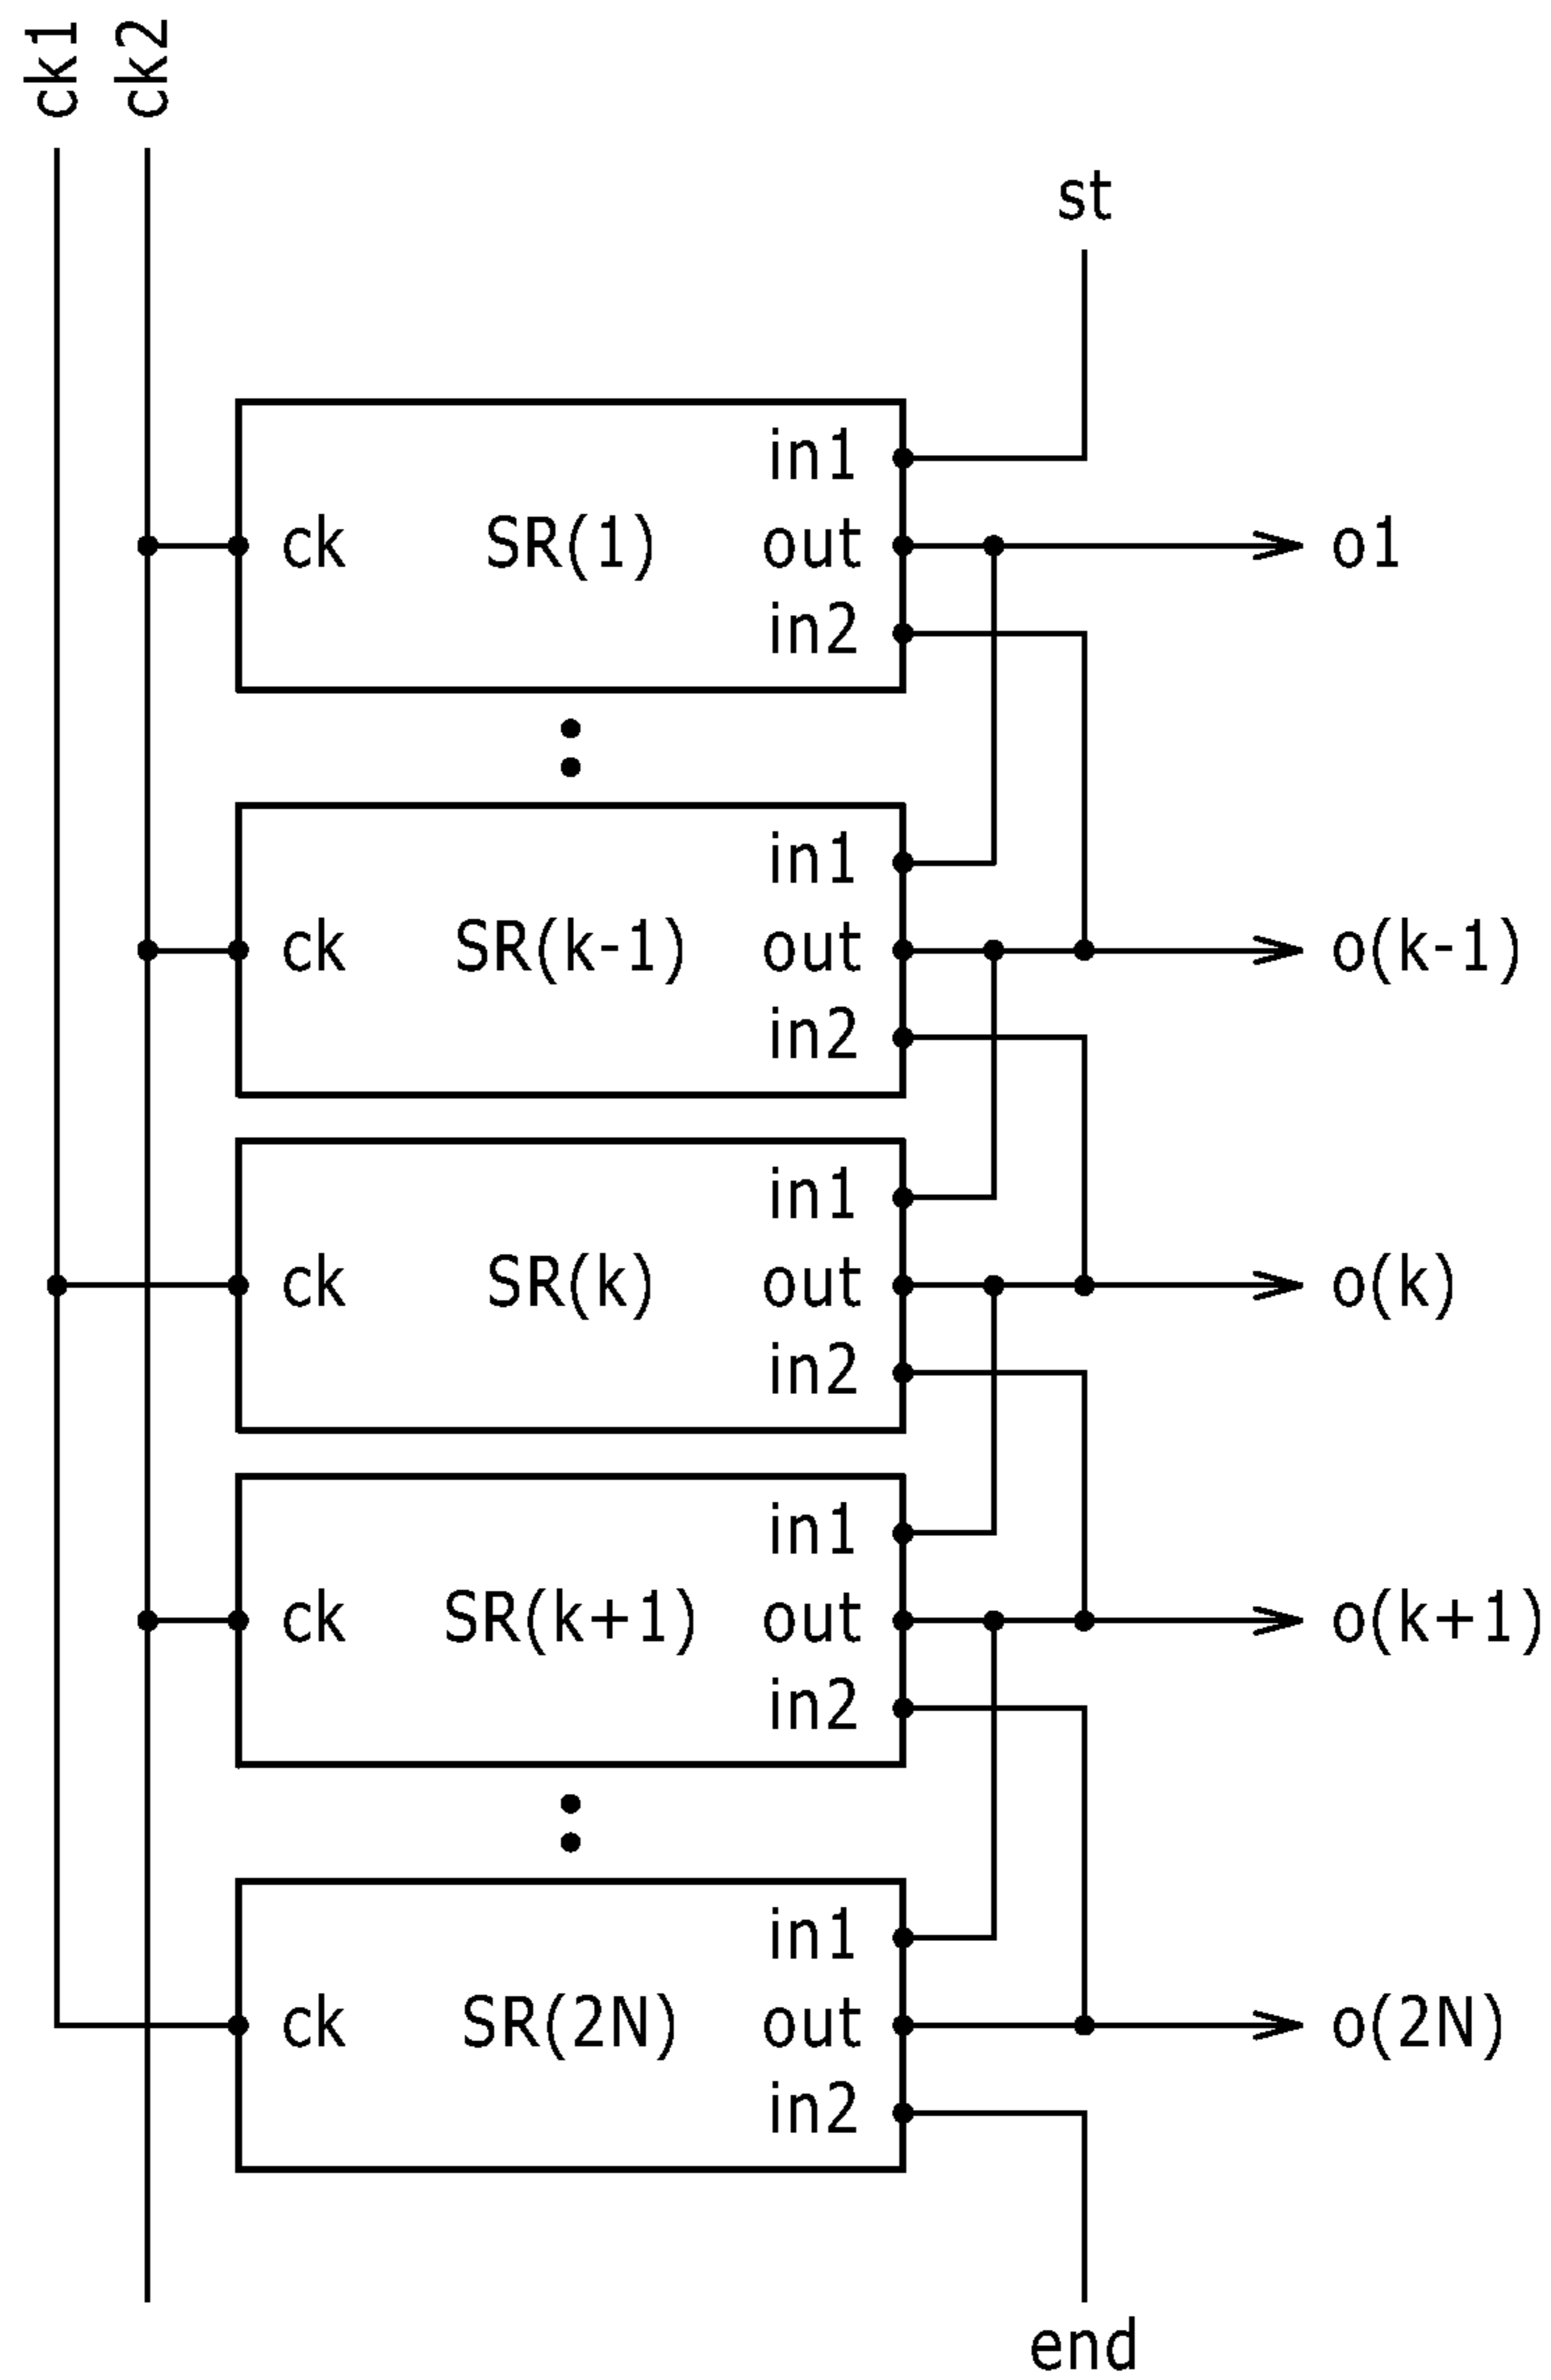 ck1
ck2
st
in1
ck SR(1) out o1
in2
in1
ck SR(k-1) out o(k-1)
in2
in1
ck SR(k) out o(k)
in2
in1
ck SR(k+1) out o(k+1)
in2
in1
ck SR(2N) out o(2N)
in2
end